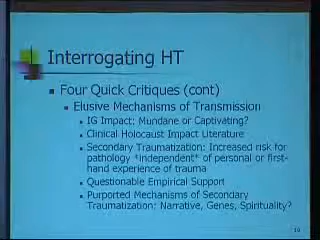 Interrogating HT
Four Quick Critiques (cont)
Elusive Mechanisms of Transmission
IG Impact: Mundane or Captivating?
Clinical Holocaust Impact Literature
Secondary Traumatization: Increased risk for
pathology *independent* of personal or first-
hand experience of trauma
Questionable Empirical Support
Purported Mechanisms of Secondary
Traumatization: Narrative, Genes, Spirituality?